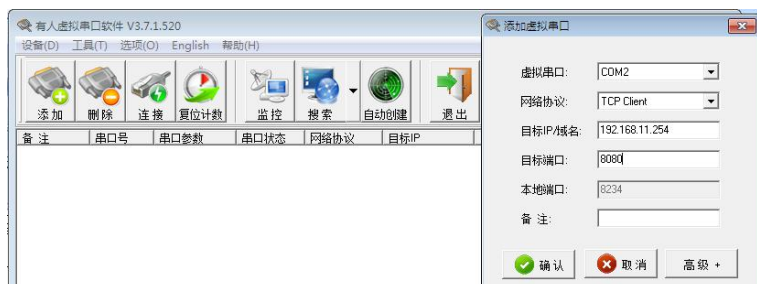 有人虚拟串口软件 V3.7.1.520
设备(D) 工具(T) 选项(O) English 帮助(H)
添加 删除 连接 复位计数 监控 搜索 自动创建 退出
备 注 串口号 串口参数 串口状态 网络协议 目标IP
添加虚拟串口
虚拟串口: COM2
网络协议: TCP Client
目标IP/域名: 192.168.11.254
目标端口: 8080
本地端口: 8234
备 注:
确认 取消 高级 +